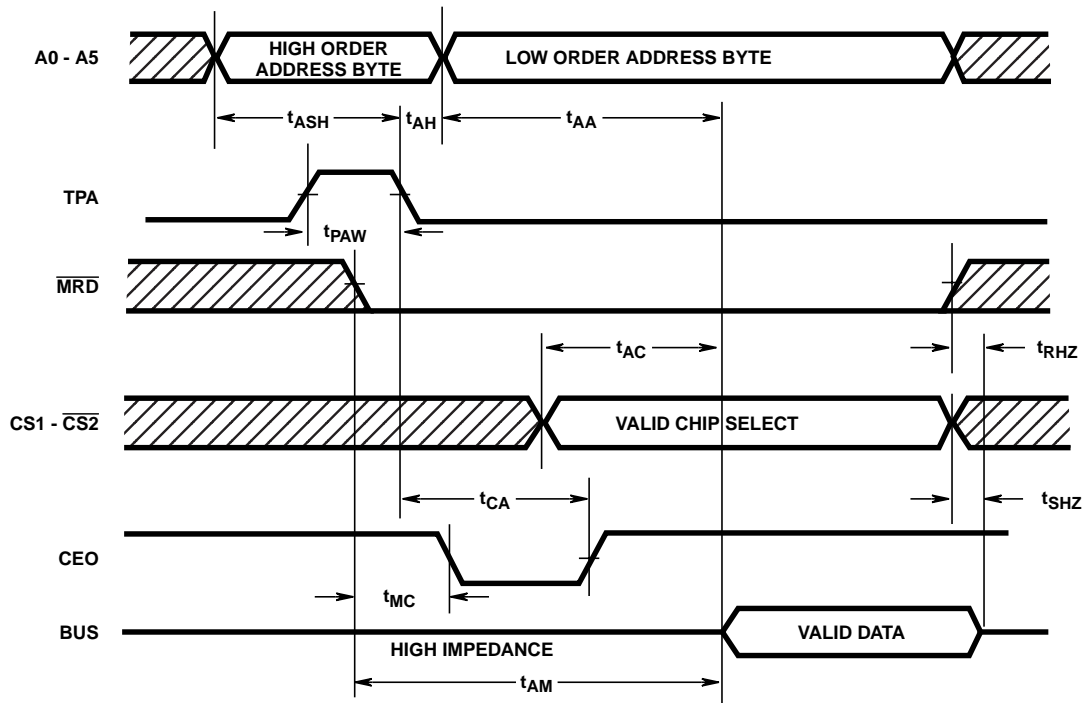 A0 - A5
HIGH ORDER
ADDRESS BYTE
LOW ORDER ADDRESS BYTE
tASH
tAH
tAA
TPA
tPAW
MRD
tAC
tRHZ
CS1 - CS2
VALID CHIP SELECT
tCA
tSHZ
CEO
tMC
BUS
VALID DATA
HIGH IMPEDANCE
tAM